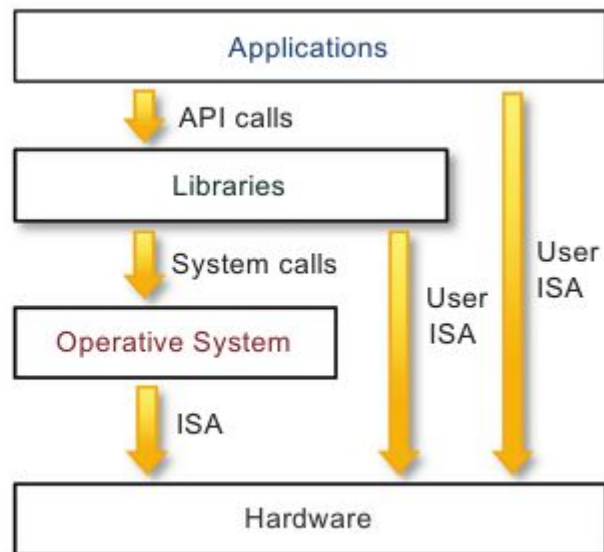 Applications
API calls
Libraries
System calls
User
ISA
User
ISA
Operative System
ISA
Hardware